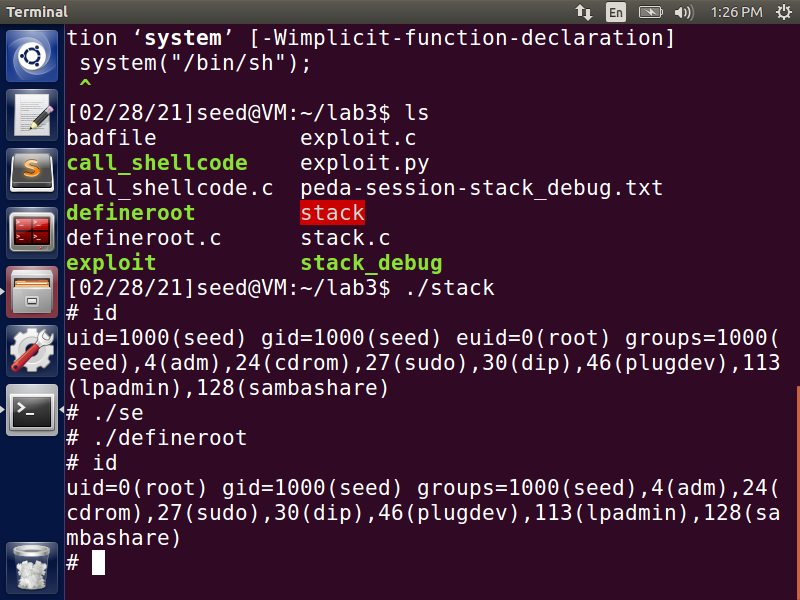 Terminal
En
1:26 PM
tion ‘system’ [-Wimplicit-function-declaration]
system("/bin/sh");
^
[02/28/21]seed@VM:~/lab3$ ls
badfile exploit.c
call_shellcode exploit.py
call_shellcode.c peda-session-stack_debug.txt
defineroot stack
defineroot.c stack.c
exploit stack_debug
[02/28/21]seed@VM:~/lab3$ ./stack
# id
uid=1000(seed) gid=1000(seed) euid=0(root) groups=1000(
seed),4(adm),24(cdrom),27(sudo),30(dip),46(plugdev),113
(lpadmin),128(sambashare)
# ./se
# ./defineroot
# id
uid=0(root) gid=1000(seed) groups=1000(seed),4(adm),24(
cdrom),27(sudo),30(dip),46(plugdev),113(lpadmin),128(sa
mbashare)
#